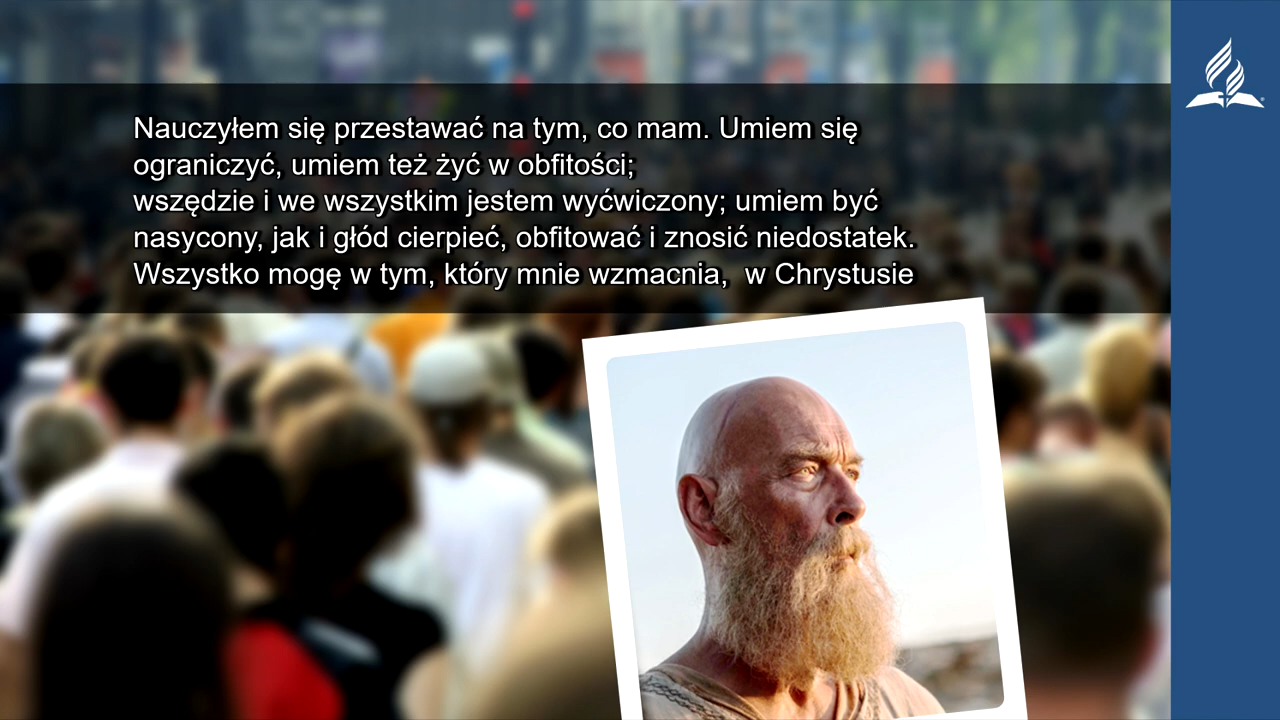 Nauczyłem się przestawać na tym, co mam. Umiem się
ograniczyć, umiem też żyć w obfitości;
wszędzie i we wszystkim jestem wyćwiczony; umiem być
nasycony, jak i głód cierpieć, obfitować i znosić niedostatek.
Wszystko mogę w tym, który mnie wzmacnia,  w Chrystusie